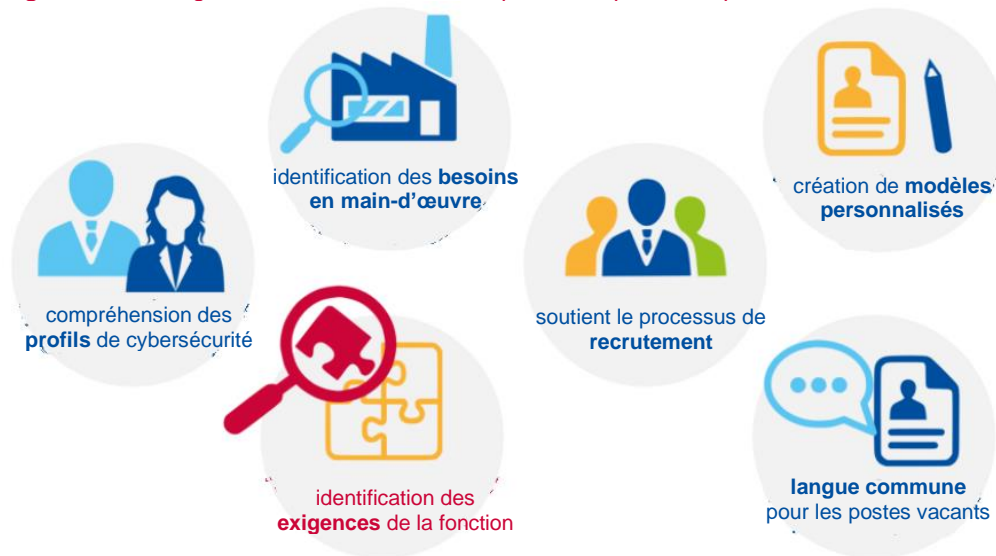 identification des besoins
en main-d'œuvre
création de modèles
personnalisés
compréhension des
profils de cybersécurité
soutient le processus de
recrutement
identification des
exigences de la fonction
langue commune
pour les postes vacants